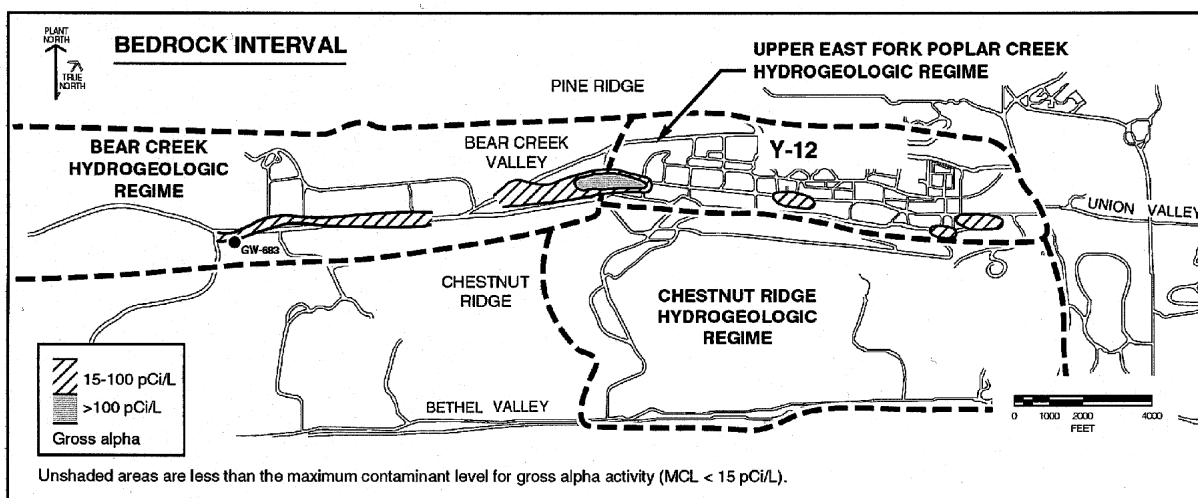 PLANT
NORTH
TRUE
NORTH
BEDROCK INTERVAL
UPPER EAST FORK POPLAR CREEK
HYDROGEOLOGIC REGIME
PINE RIDGE
BEAR CREEK
HYDROGEOLOGIC
REGIME
BEAR CREEK
VALLEY
Y-12
UNION VALLEY
GW-683
CHESTNUT
RIDGE
CHESTNUT RIDGE
HYDROGEOLOGIC
REGIME
15-100 pCi/L
>100 pCi/L
Gross alpha
BETHEL VALLEY
0 1000 2000 4000
FEET
Unshaded areas are less than the maximum contaminant level for gross alpha activity (MCL < 15 pCi/L).